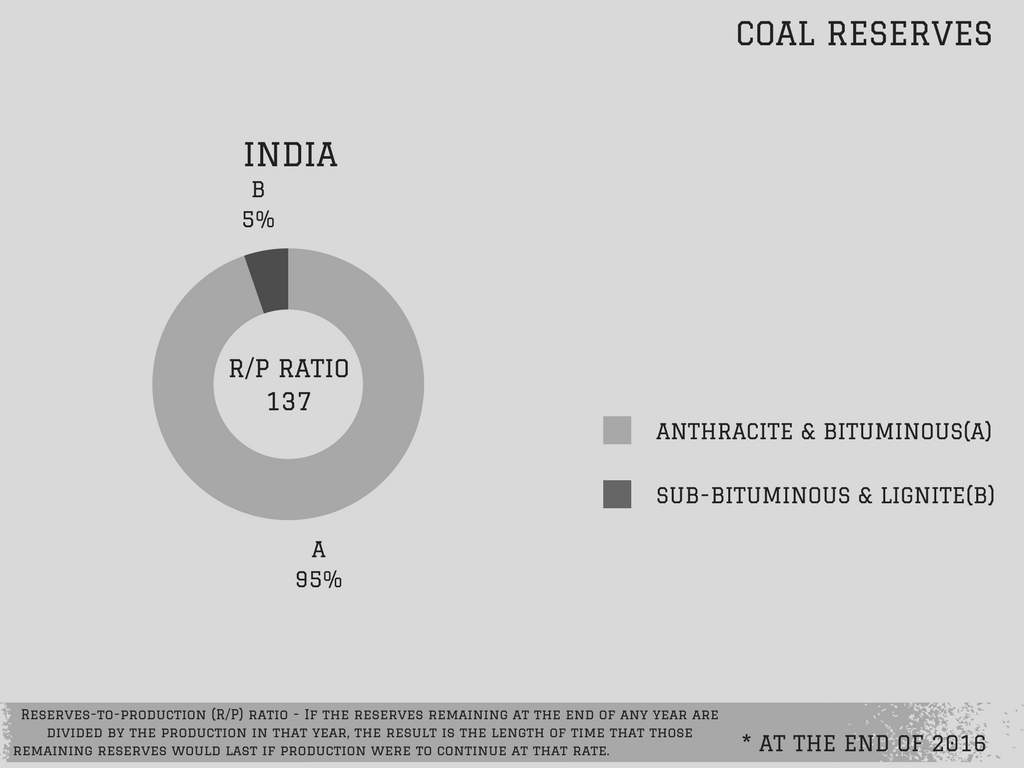 COAL RESERVES
INDIA
B
5%
R/P RATIO
137
ANTHRACITE & BITUMINOUS(A)
SUB-BITUMINOUS & LIGNITE(B)
A
95%
RESERVES-TO-PRODUCTION (R/P) RATIO - IF THE RESERVES REMAINING AT THE END OF ANY YEAR ARE
DIVIDED BY THE PRODUCTION IN THAT YEAR, THE RESULT IS THE LENGTH OF TIME THAT THOSE
REMAINING RESERVES WOULD LAST IF PRODUCTION WERE TO CONTINUE AT THAT RATE.
* AT THE END OF 2016